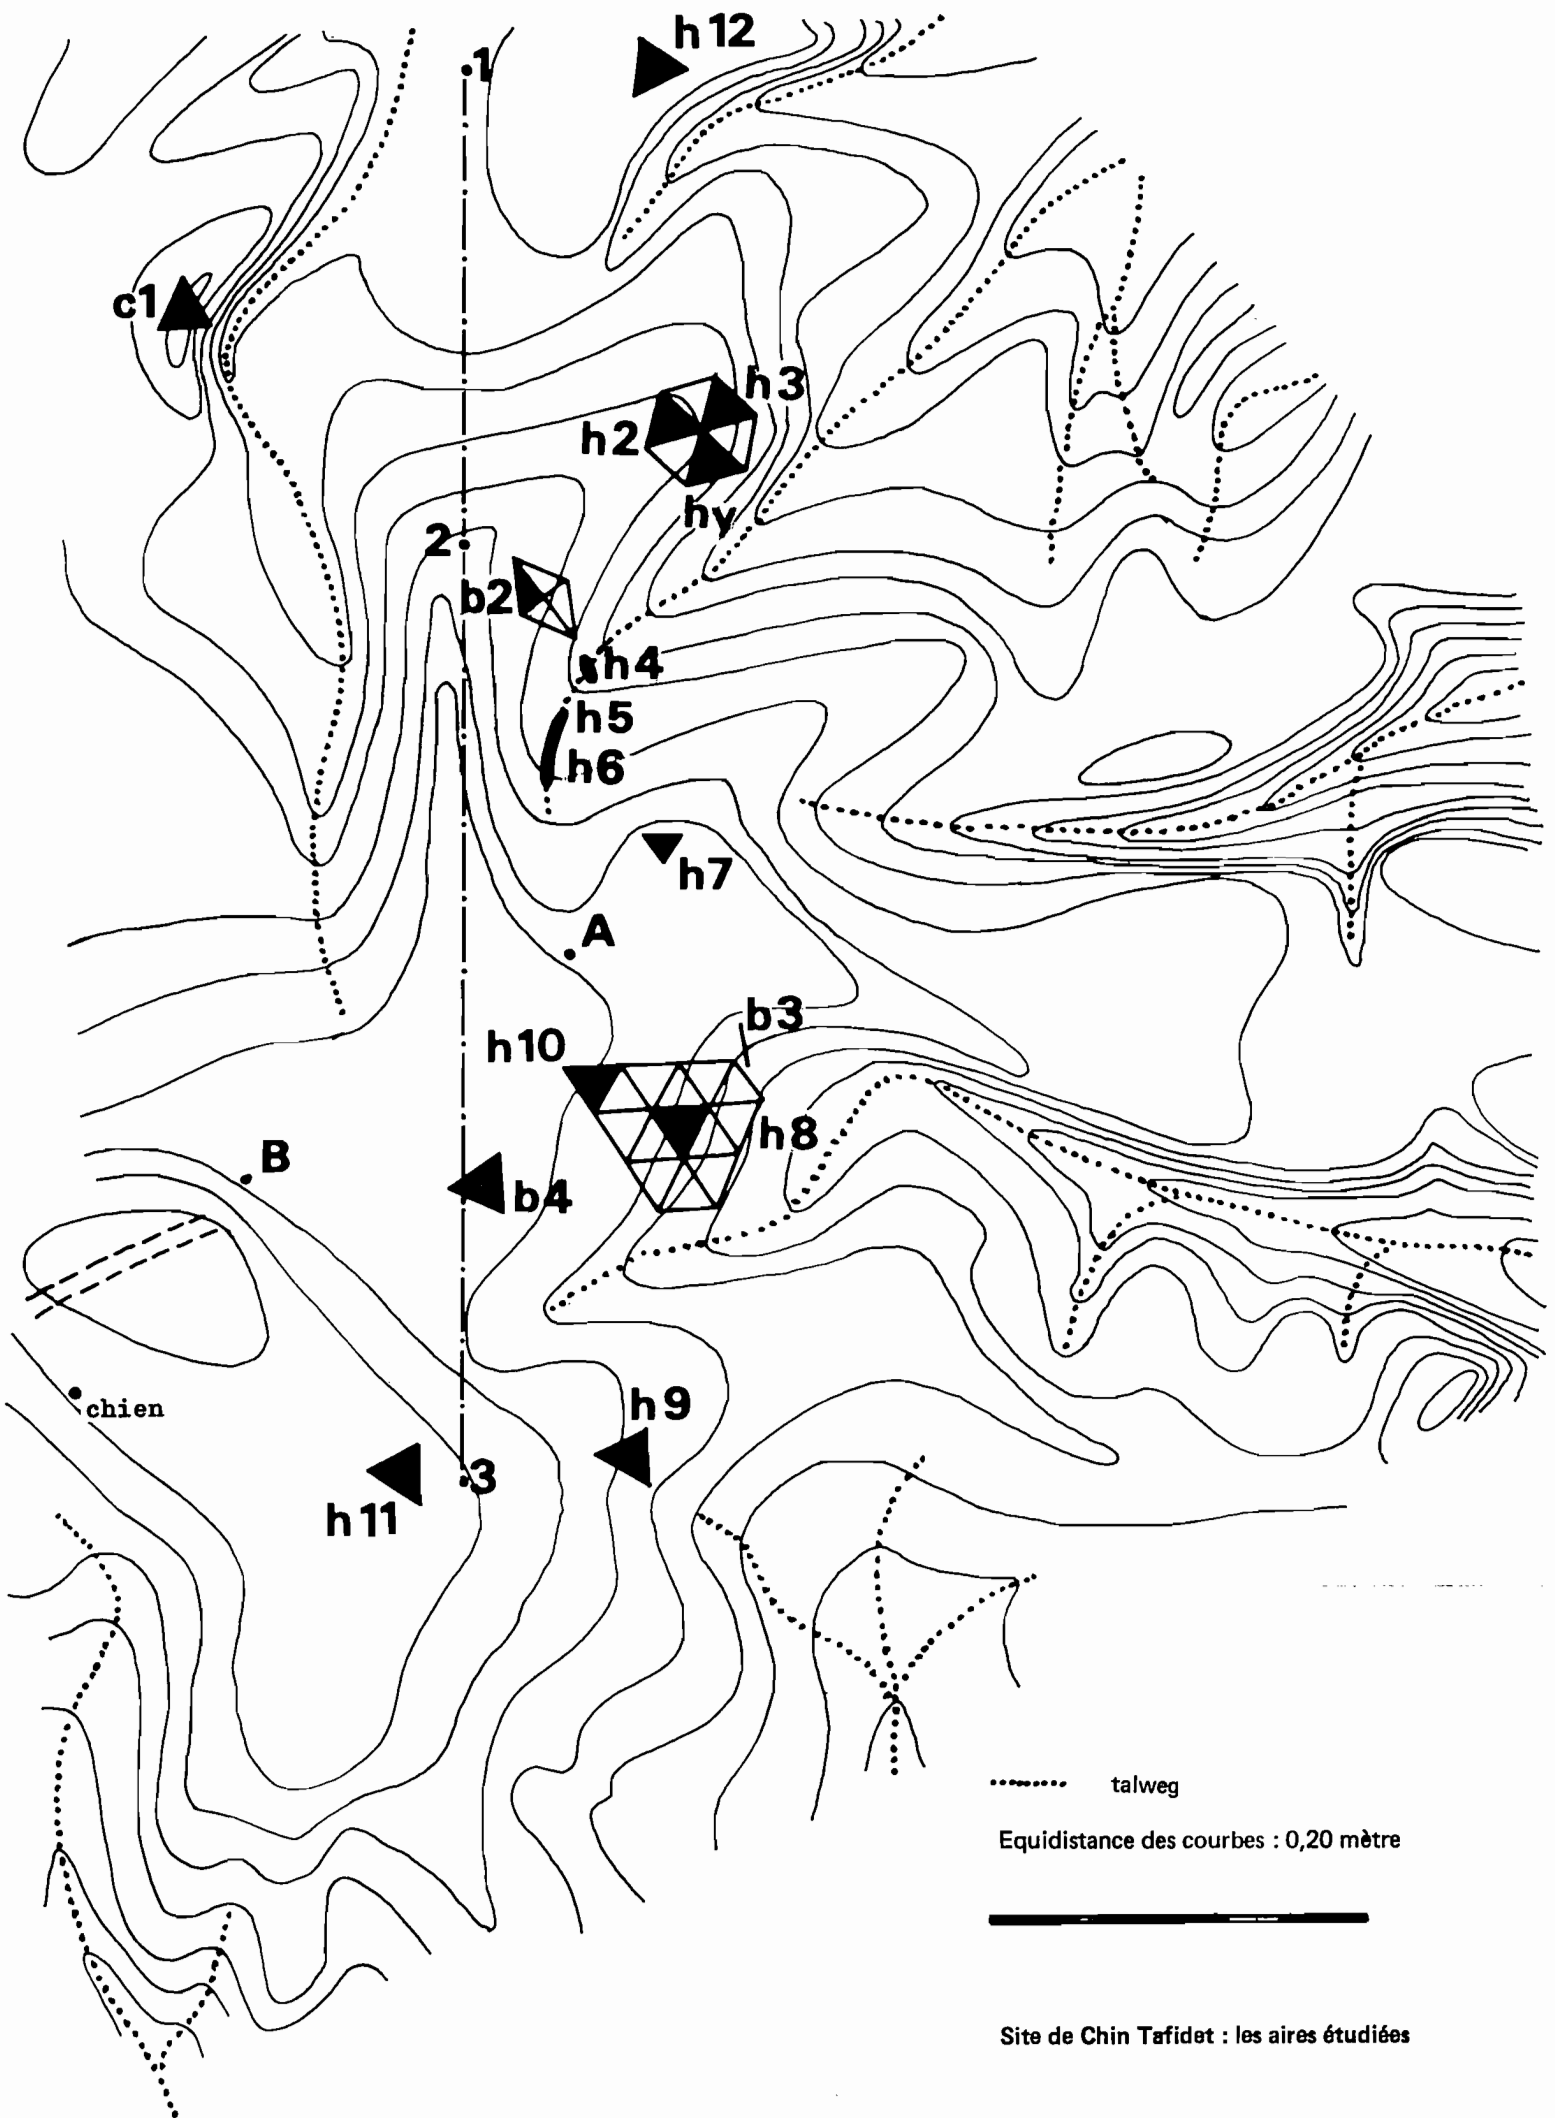 h12
1
c1
h3
h2
hy
2
b2
h4
h5
h6
h7
A
b3
h10
h8
B
b4
chien
h9
3
h11
talweg
Equidistance des courbes : 0,20 mètre
Site de Chin Tafidet : les aires étudiées